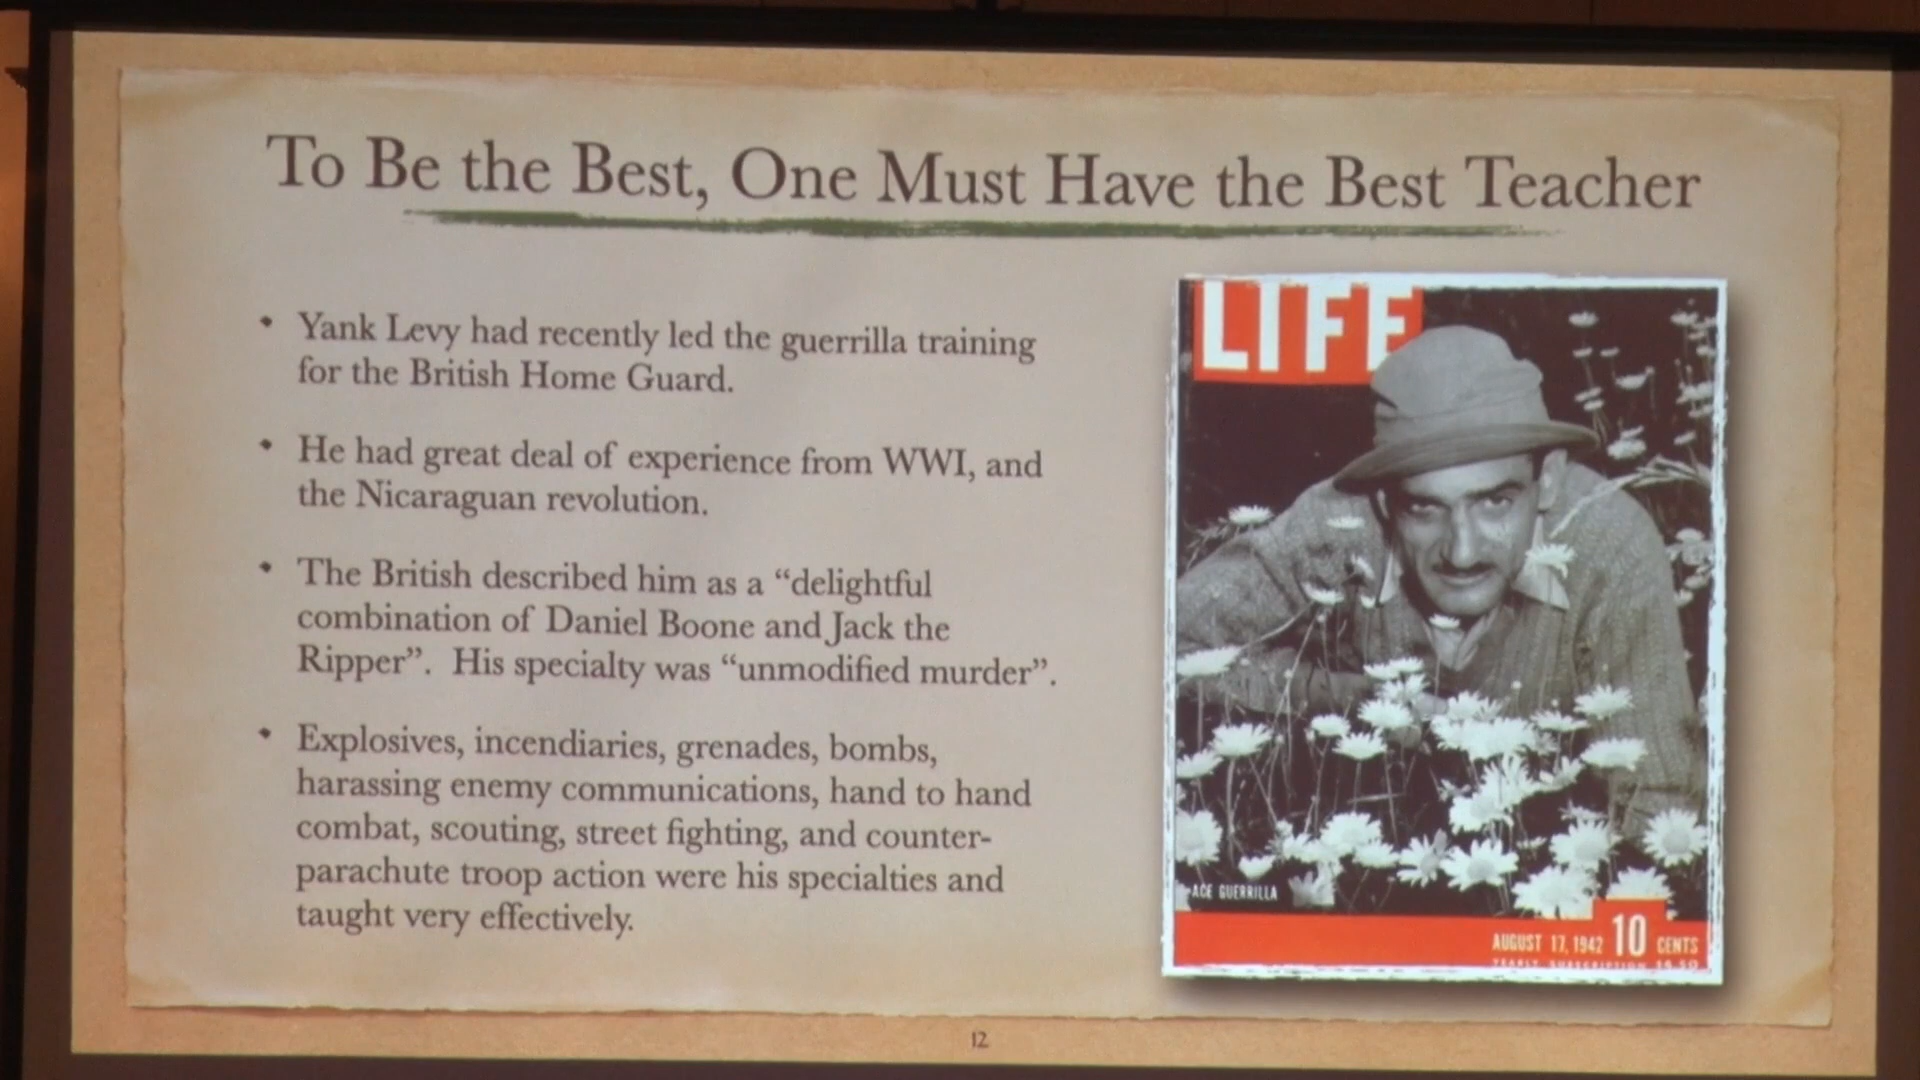 To Be the Best, One Must Have the Best Teacher
• Yank Levy had recently led the guerrilla training
for the British Home Guard.
• He had great deal of experience from WWI, and
the Nicaraguan revolution.
• The British described him as a “delightful
combination of Daniel Boone and Jack the
Ripper”. His specialty was “unmodified murder”.
• Explosives, incendiaries, grenades, bombs,
harassing enemy communications, hand to hand
combat, scouting, street fighting, and counter-
parachute troop action were his specialties and
taught very effectively.
LIFE
ACE GUERRILLA
AUGUST 17, 1942 10 CENTS
YEARLY SUBSCRIPTION $4.50
12